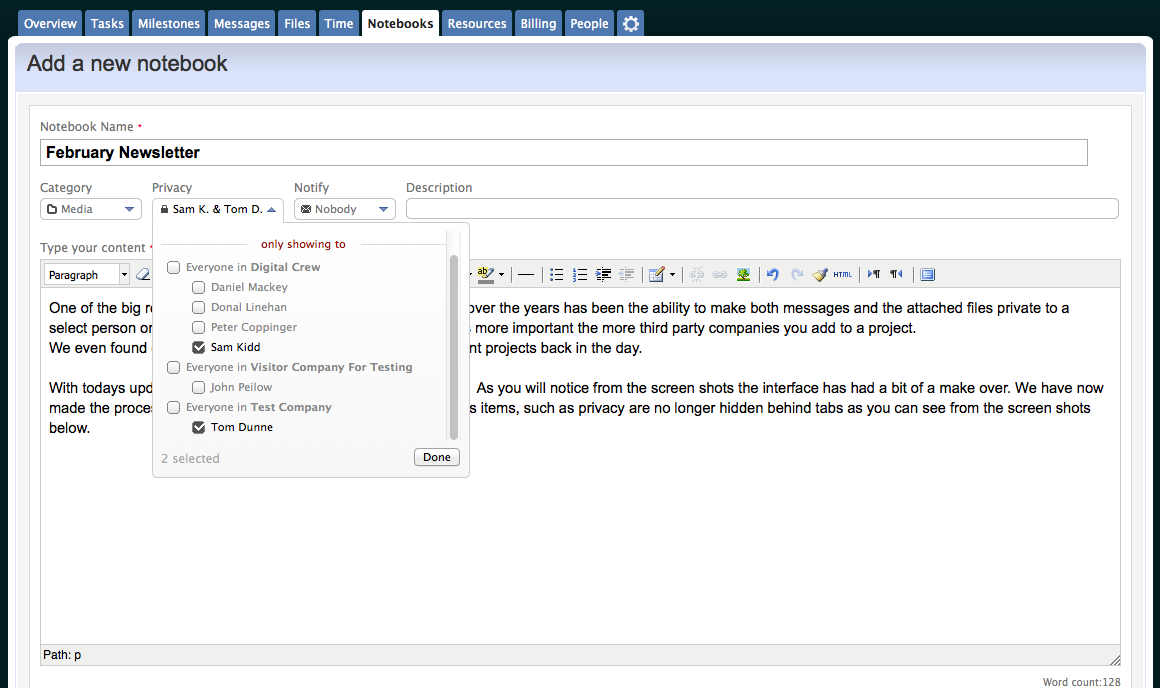 Overview Tasks Milestones Messages Files Time Notebooks Resources Billing People
Add a new notebook
Notebook Name *
February Newsletter
Category Privacy Notify Description
Media Sam K. & Tom D. Nobody
Type your content *
only showing to
Paragraph ab HTML
Everyone in Digital Crew
Daniel Mackey
One of the big re over the years has been the ability to make both messages and the attached files private to a
Donal Linehan
select person or more important the more third party companies you add to a project.
Peter Coppinger
We even found nt projects back in the day.
Sam Kidd
Everyone in Visitor Company For Testing
With todays upd As you will notice from the screen shots the interface has had a bit of a make over. We have now
John Peilow
made the proces s items, such as privacy are no longer hidden behind tabs as you can see from the screen shots
Everyone in Test Company
below.
Tom Dunne
2 selected Done
Path: p
Word count:128